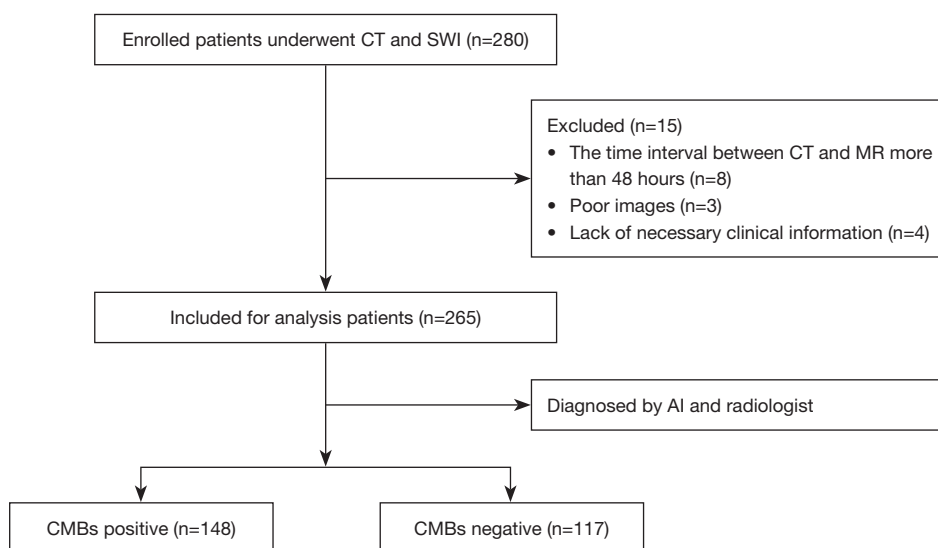 Enrolled patients underwent CT and SWI (n=280)
Excluded (n=15)
• The time interval between CT and MR more
than 48 hours (n=8)
• Poor images (n=3)
• Lack of necessary clinical information (n=4)
Included for analysis patients (n=265)
Diagnosed by AI and radiologist
CMBs positive (n=148)
CMBs negative (n=117)